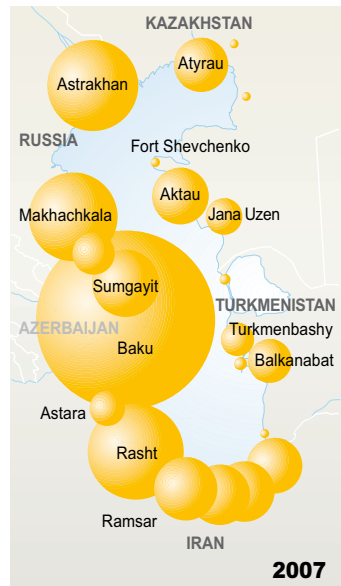 KAZAKHSTAN
Atyrau
Astrakhan
RUSSIA
Fort Shevchenko
Aktau
Makhachkala
Jana Uzen
Sumgayit
TURKMENISTAN
AZERBAIJAN
Turkmenbashy
Baku
Balkanabat
Astara
Rasht
Ramsar
IRAN
2007